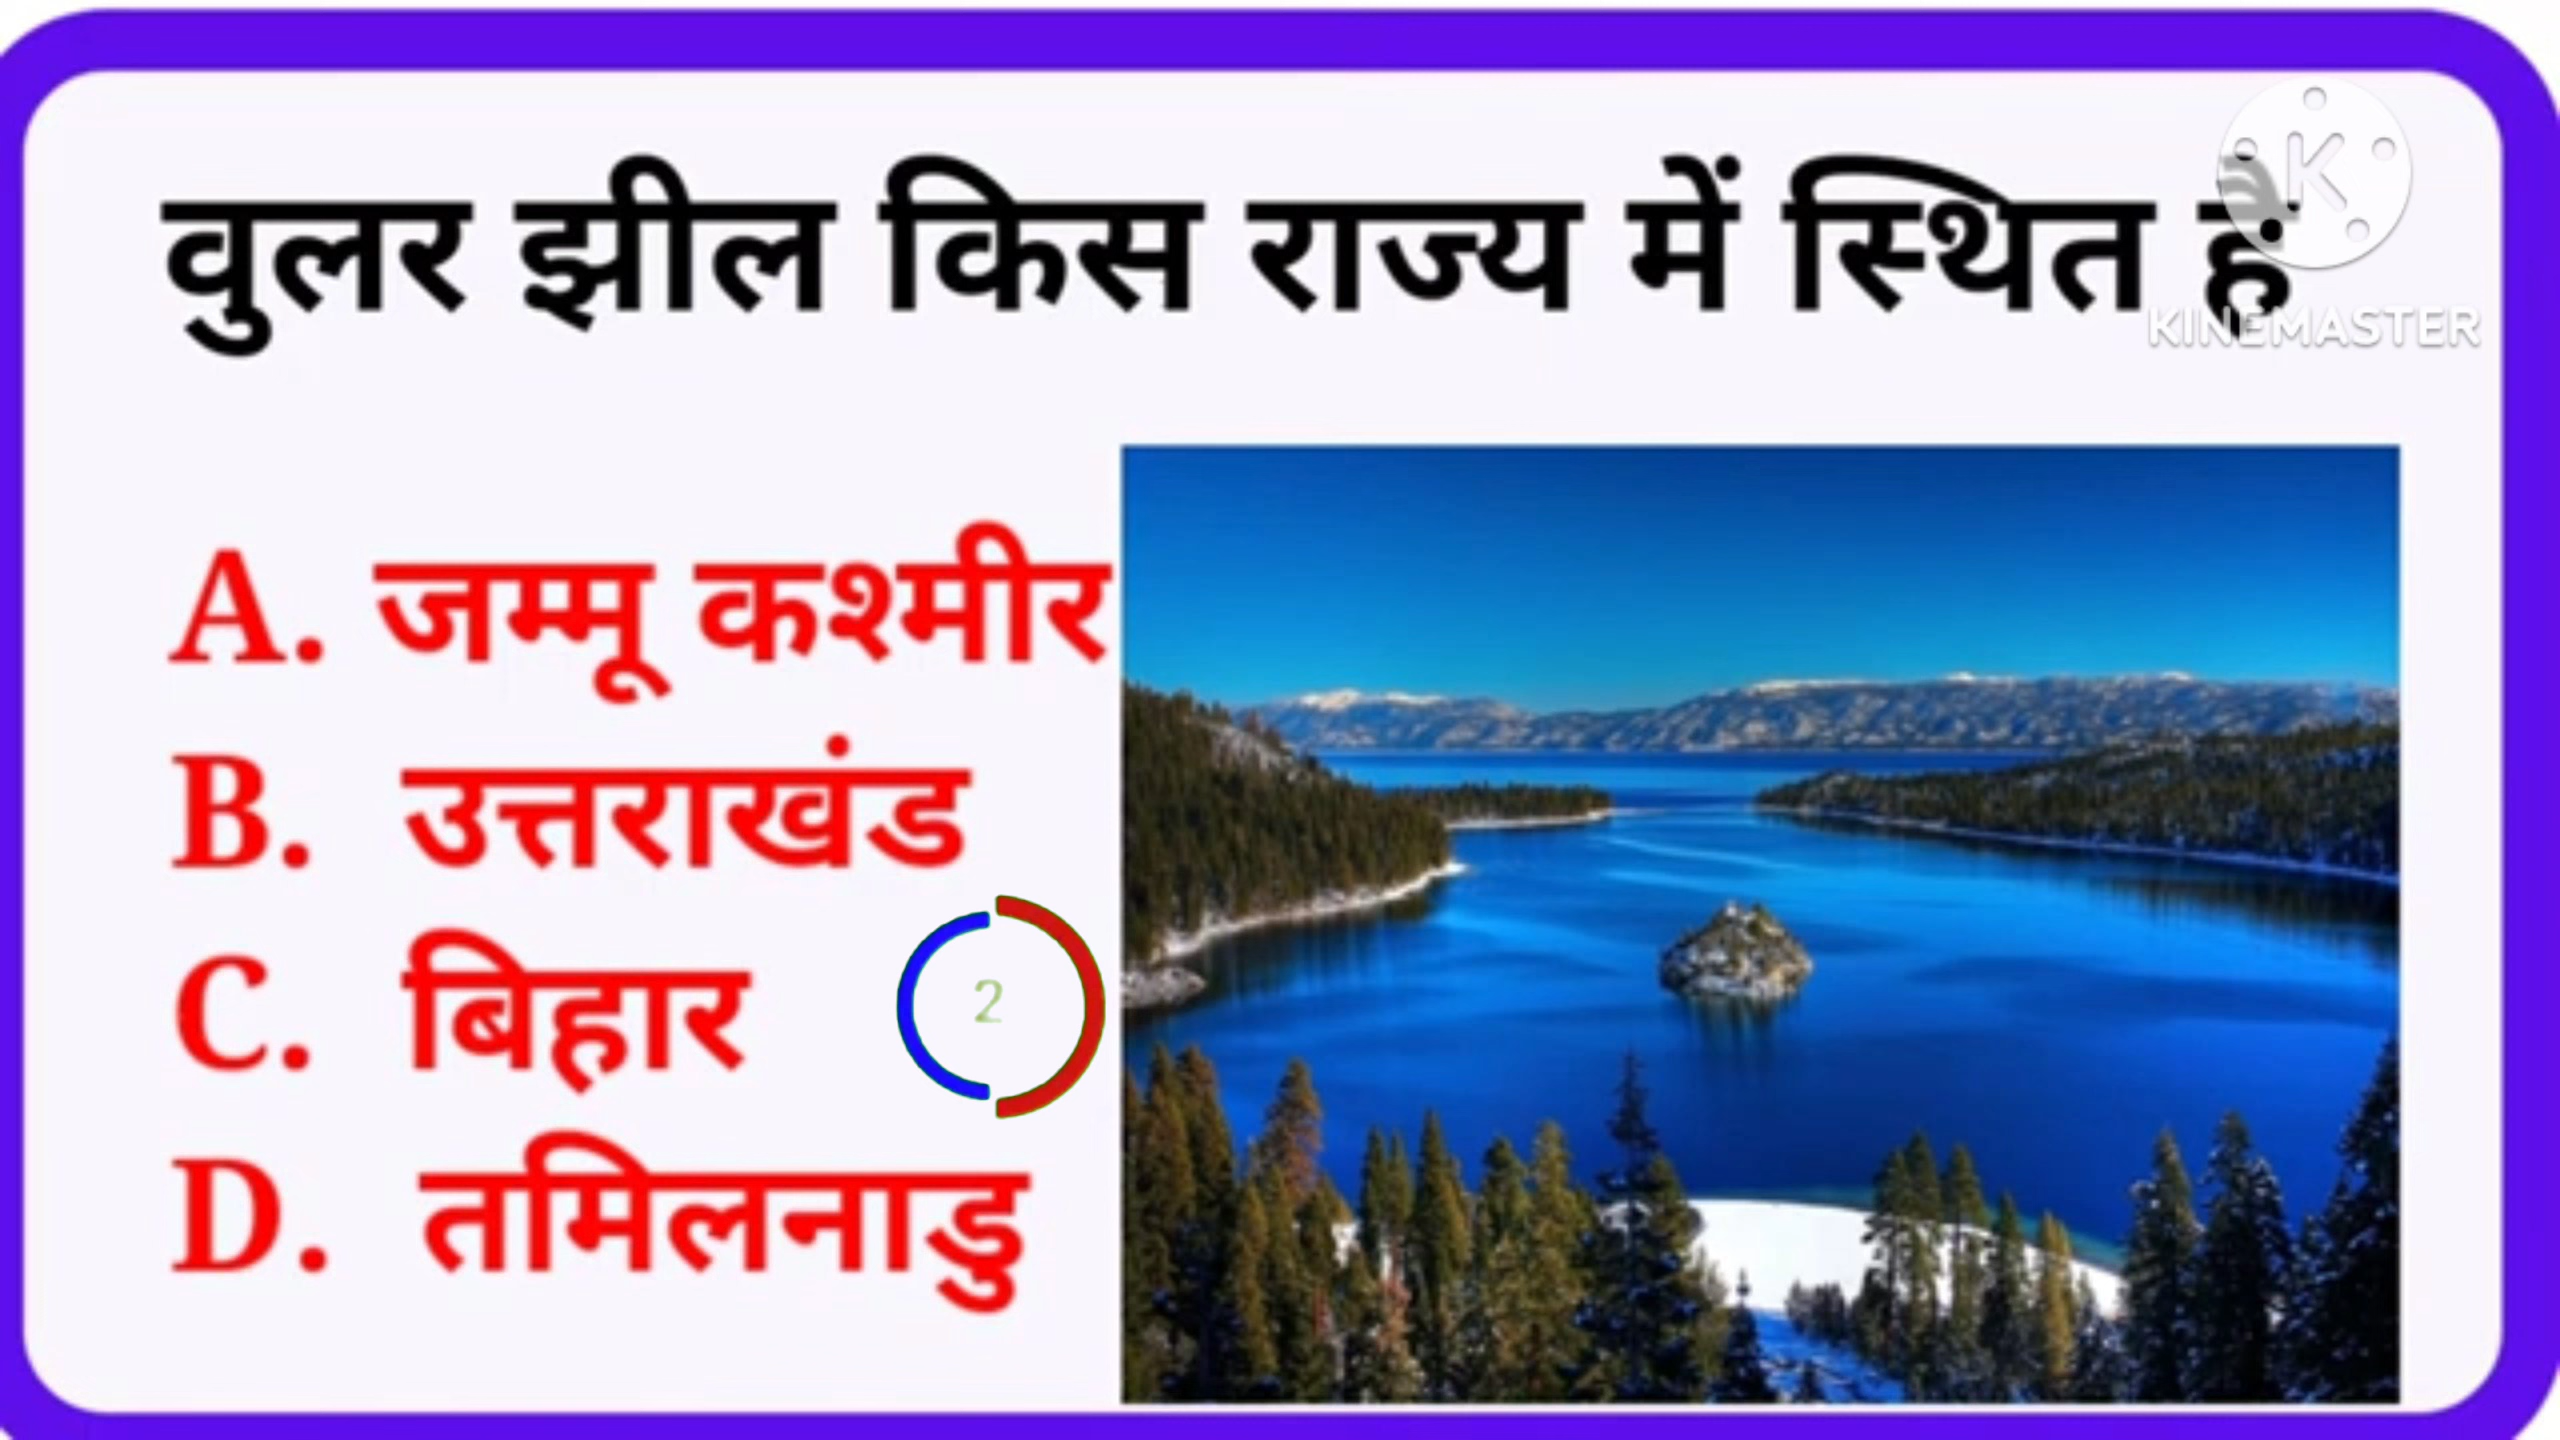 वुलर झील किस राज्य में स्थित है
K
KINEMASTER
A. जम्मू कश्मीर
B. उत्तराखंड
C. बिहार
2
D. तमिलनाडु